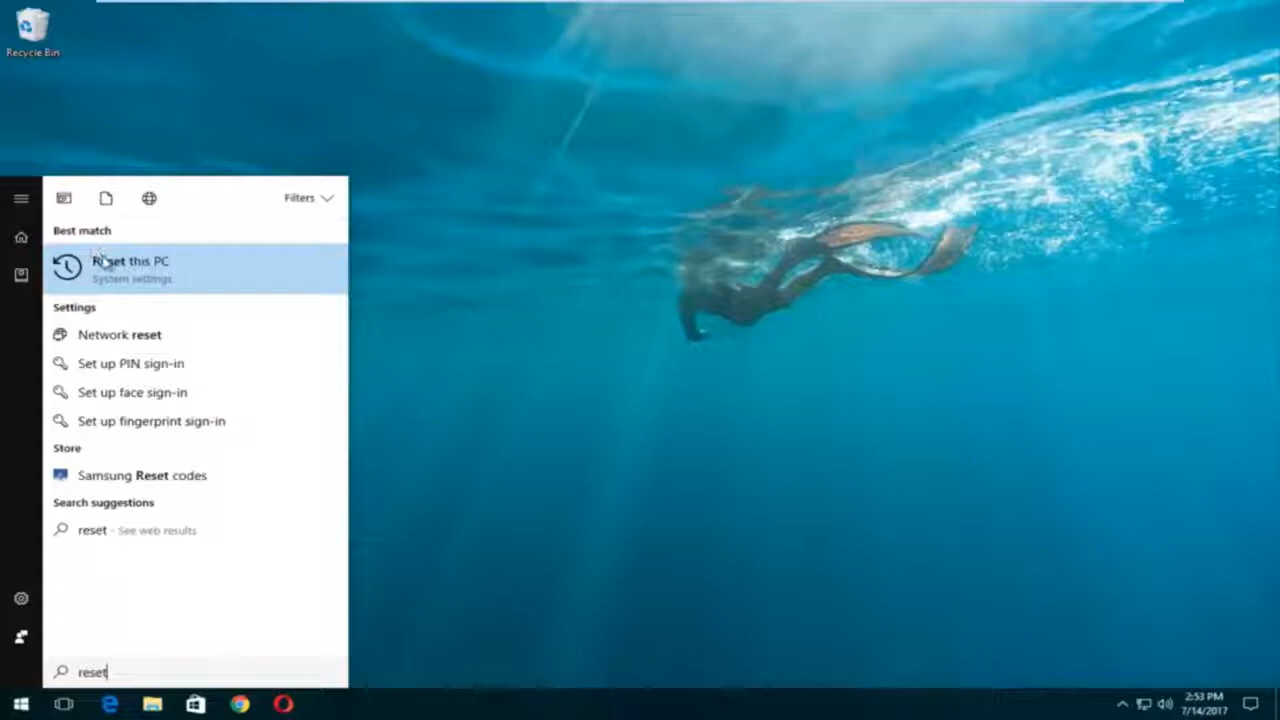 Recycle Bin
Filters
Best match
Reset this PC
System settings
Settings
Network reset
Set up PIN sign-in
Set up face sign-in
Set up fingerprint sign-in
Store
Samsung Reset codes
Search suggestions
reset - See web results
reset
2:53 PM
7/14/2017